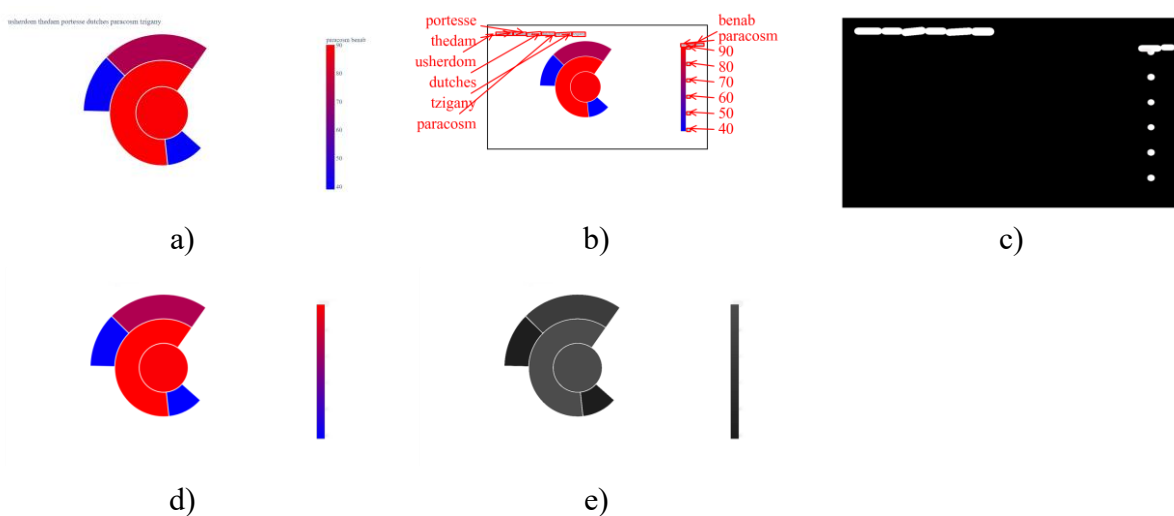 usherdom thedam portesse dutches paracosm tzigany
paracosm benab
90
80
70
60
50
40
a)
portesse
thedam
usherdom
dutches
tzigany
paracosm
benab
paracosm
90
80
70
60
50
40
b)
c)
d)
e)